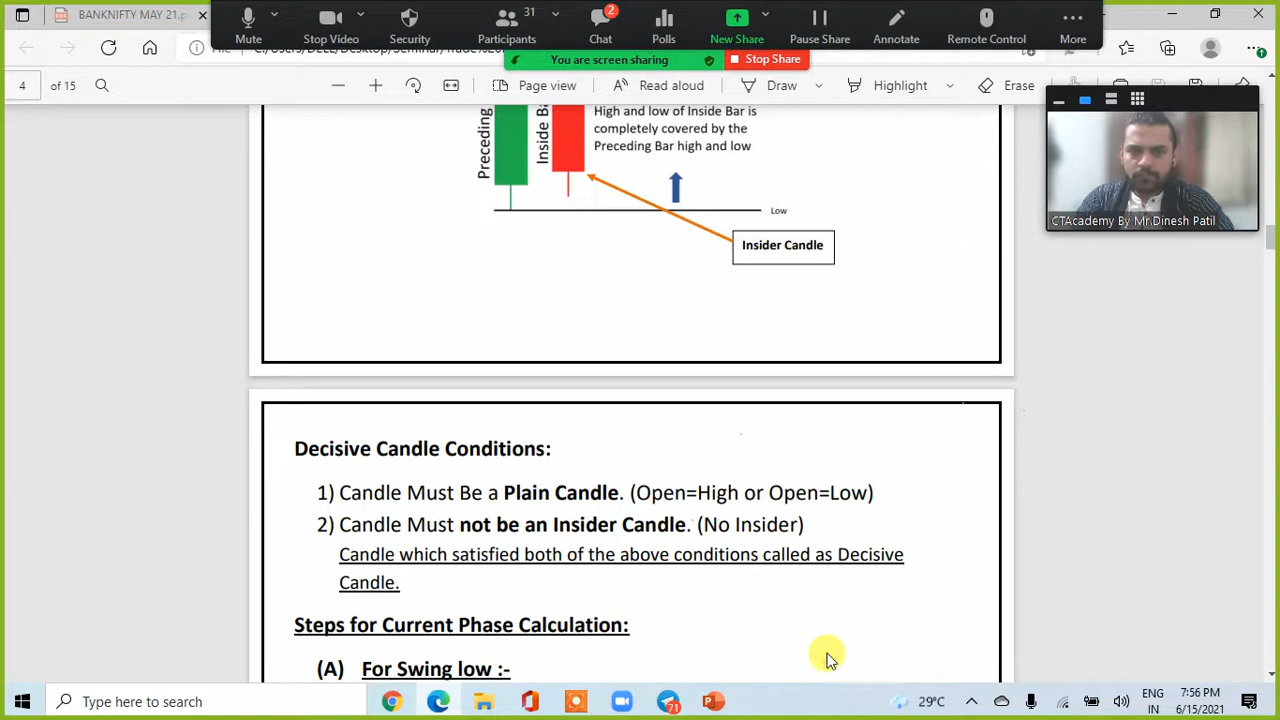 BANKNIFTY MAY 21.p
Mute
Stop Video
Security
31
Participants
2
Chat
Polls
New Share
Pause Share
Annotate
Remote Control
More
You are screen sharing
Stop Share
4 of 15
Page view
Read aloud
Draw
Highlight
Erase
CTAcademy By Mr.Dinesh Patil
Preceding
Inside
High and low of Inside Bar is
completely covered by the
Preceding Bar high and low
Low
Insider Candle
Decisive Candle Conditions:
1) Candle Must Be a Plain Candle. (Open=High or Open=Low)
2) Candle Must not be an Insider Candle. (No Insider)
Candle which satisfied both of the above conditions called as Decisive
Candle.
Steps for Current Phase Calculation:
(A) For Swing low :-
Type here to search
71
29°C
ENG
IN
7:56 PM
6/15/2021